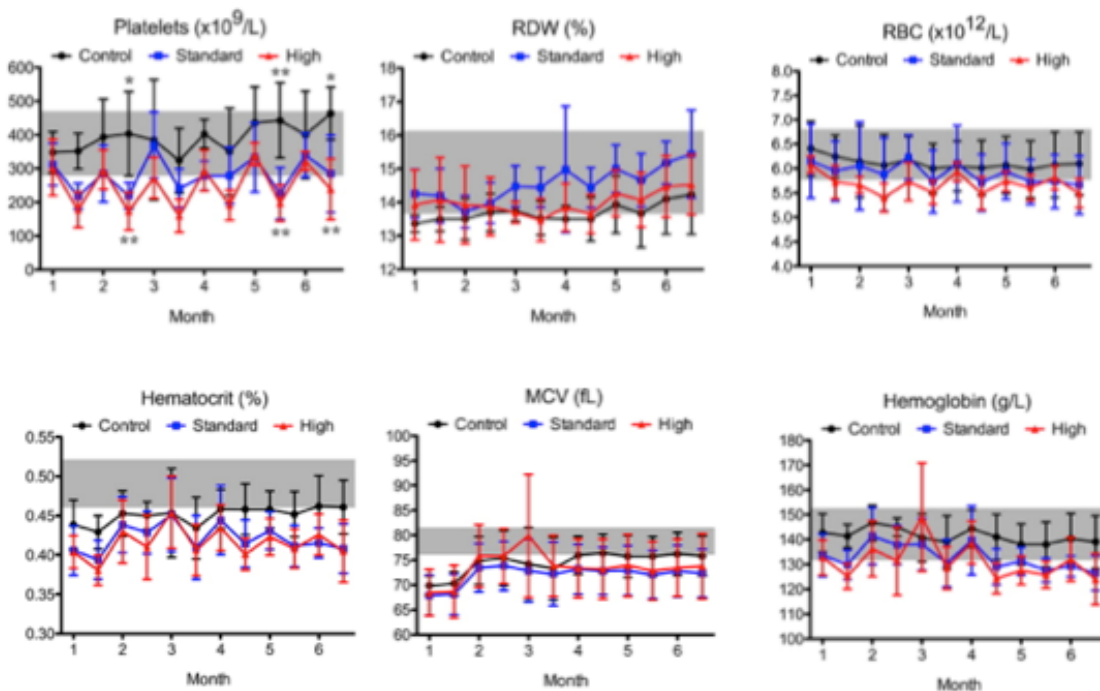 Platelets (x10⁹/L)
Control Standard High
600
500
400
300
200
100
0
* ** *
** ** **
1 2 3 4 5 6
Month
RDW (%)
Control Standard High
18
16
14
12
1 2 3 4 5 6
Month
RBC (x10¹²/L)
Control Standard High
8.0
7.5
7.0
6.5
6.0
5.5
5.0
4.5
4.0
1 2 3 4 5 6
Month
Hematocrit (%)
Control Standard High
0.55
0.50
0.45
0.40
0.35
0.30
1 2 3 4 5 6
Month
MCV (fL)
Control Standard High
100
95
90
85
80
75
70
65
60
1 2 3 4 5 6
Month
Hemoglobin (g/L)
Control Standard High
180
170
160
150
140
130
120
110
100
1 2 3 4 5 6
Month